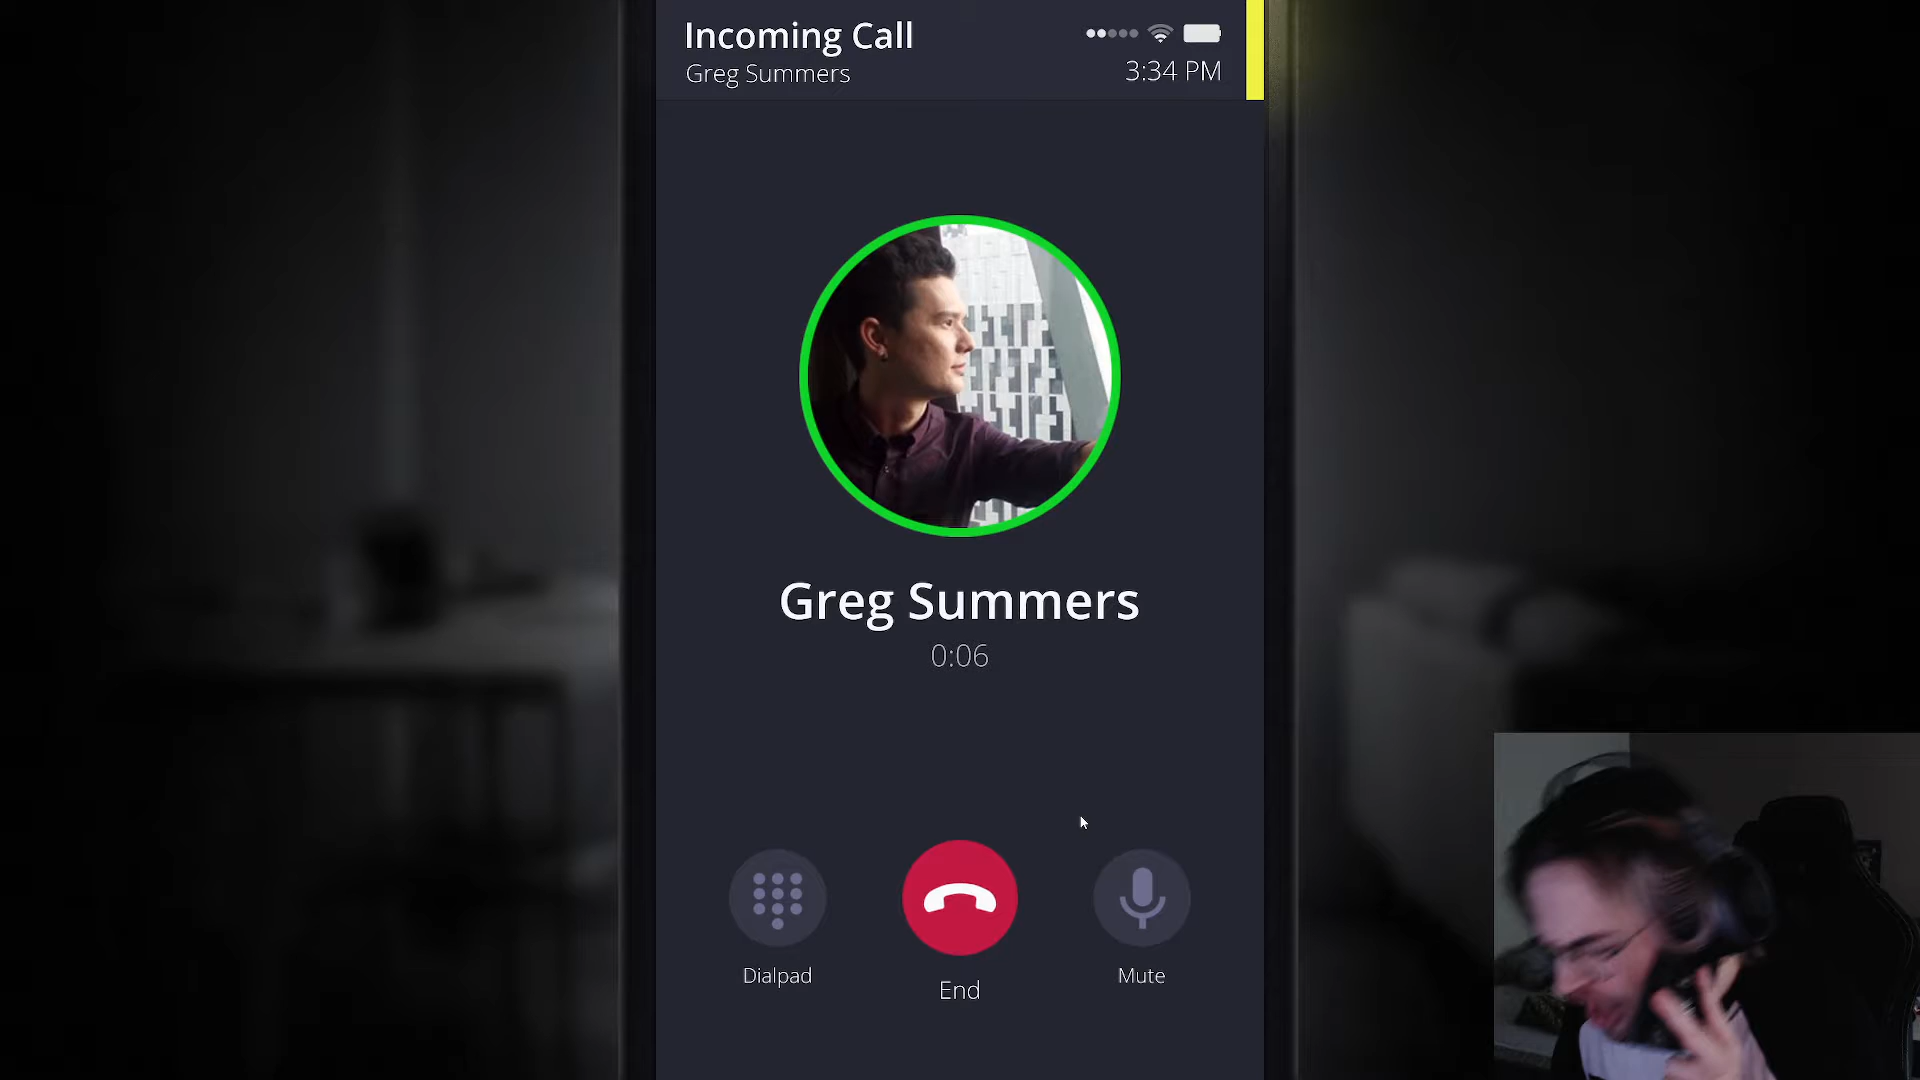 Incoming Call
Greg Summers
3:34 PM
Greg Summers
0:06
Dialpad
End
Mute